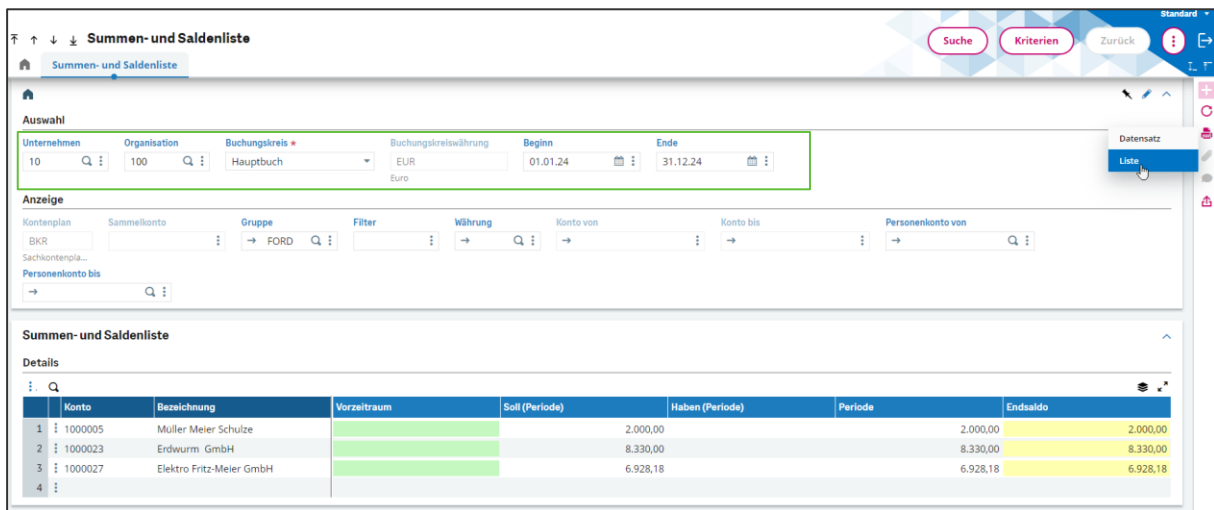 Standard
Summen- und Saldenliste
Suche Kriterien Zurück
Summen- und Saldenliste
Auswahl
Unternehmen Organisation Buchungskreis * Buchungskreiswährung Beginn Ende
10 100 Hauptbuch EUR 01.01.24 31.12.24
Euro
Datensatz
Liste
Anzeige
Kontenplan Sammelkonto Gruppe Filter Währung Konto von Konto bis Personenkonto von
BKR → FORD → → → →
Sachkontenpla...
Personenkonto bis
→
Summen- und Saldenliste
Details
Konto Bezeichnung Vorzeitraum Soll (Periode) Haben (Periode) Periode Endsaldo
1 1000005 Müller Meier Schulze 2.000,00 2.000,00 2.000,00
2 1000023 Erdwurm GmbH 8.330,00 8.330,00 8.330,00
3 1000027 Elektro Fritz-Meier GmbH 6.928,18 6.928,18 6.928,18
4